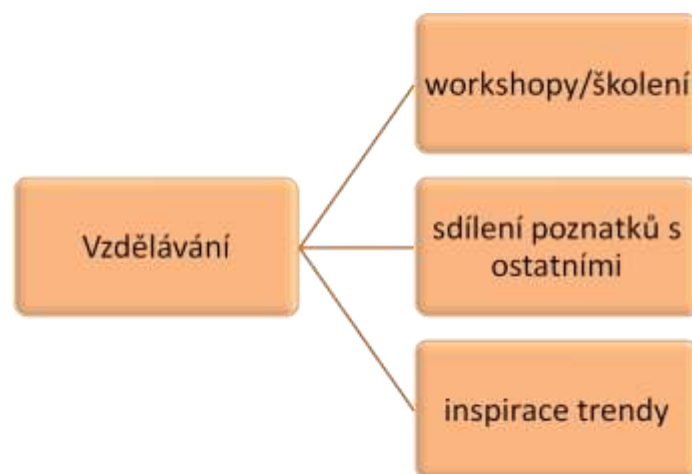 Vzdělávání
workshopy/školení
sdílení poznatků s
ostatními
inspirace trendy